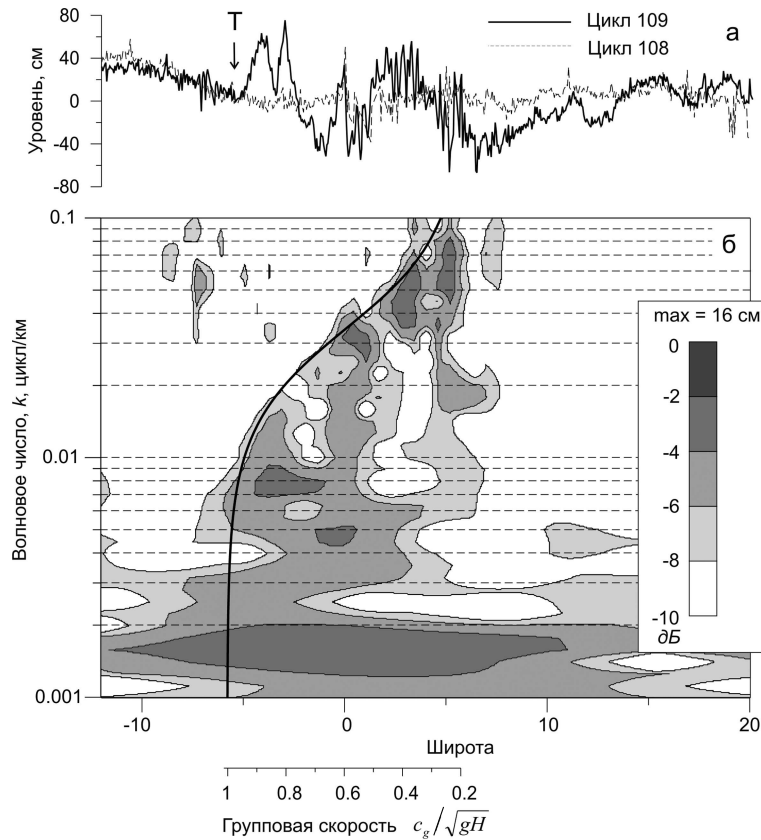 80
40
0
-40
-80
Уровень, см
Т
Цикл 109
Цикл 108
а
б
0.1
0.01
0.001
Волновое число, k, цикл/км
max = 16 см
0
-2
-4
-6
-8
-10
дБ
-10
0
10
20
Широта
1
0.8
0.6
0.4
0.2
Групповая скорость c_g/√gH